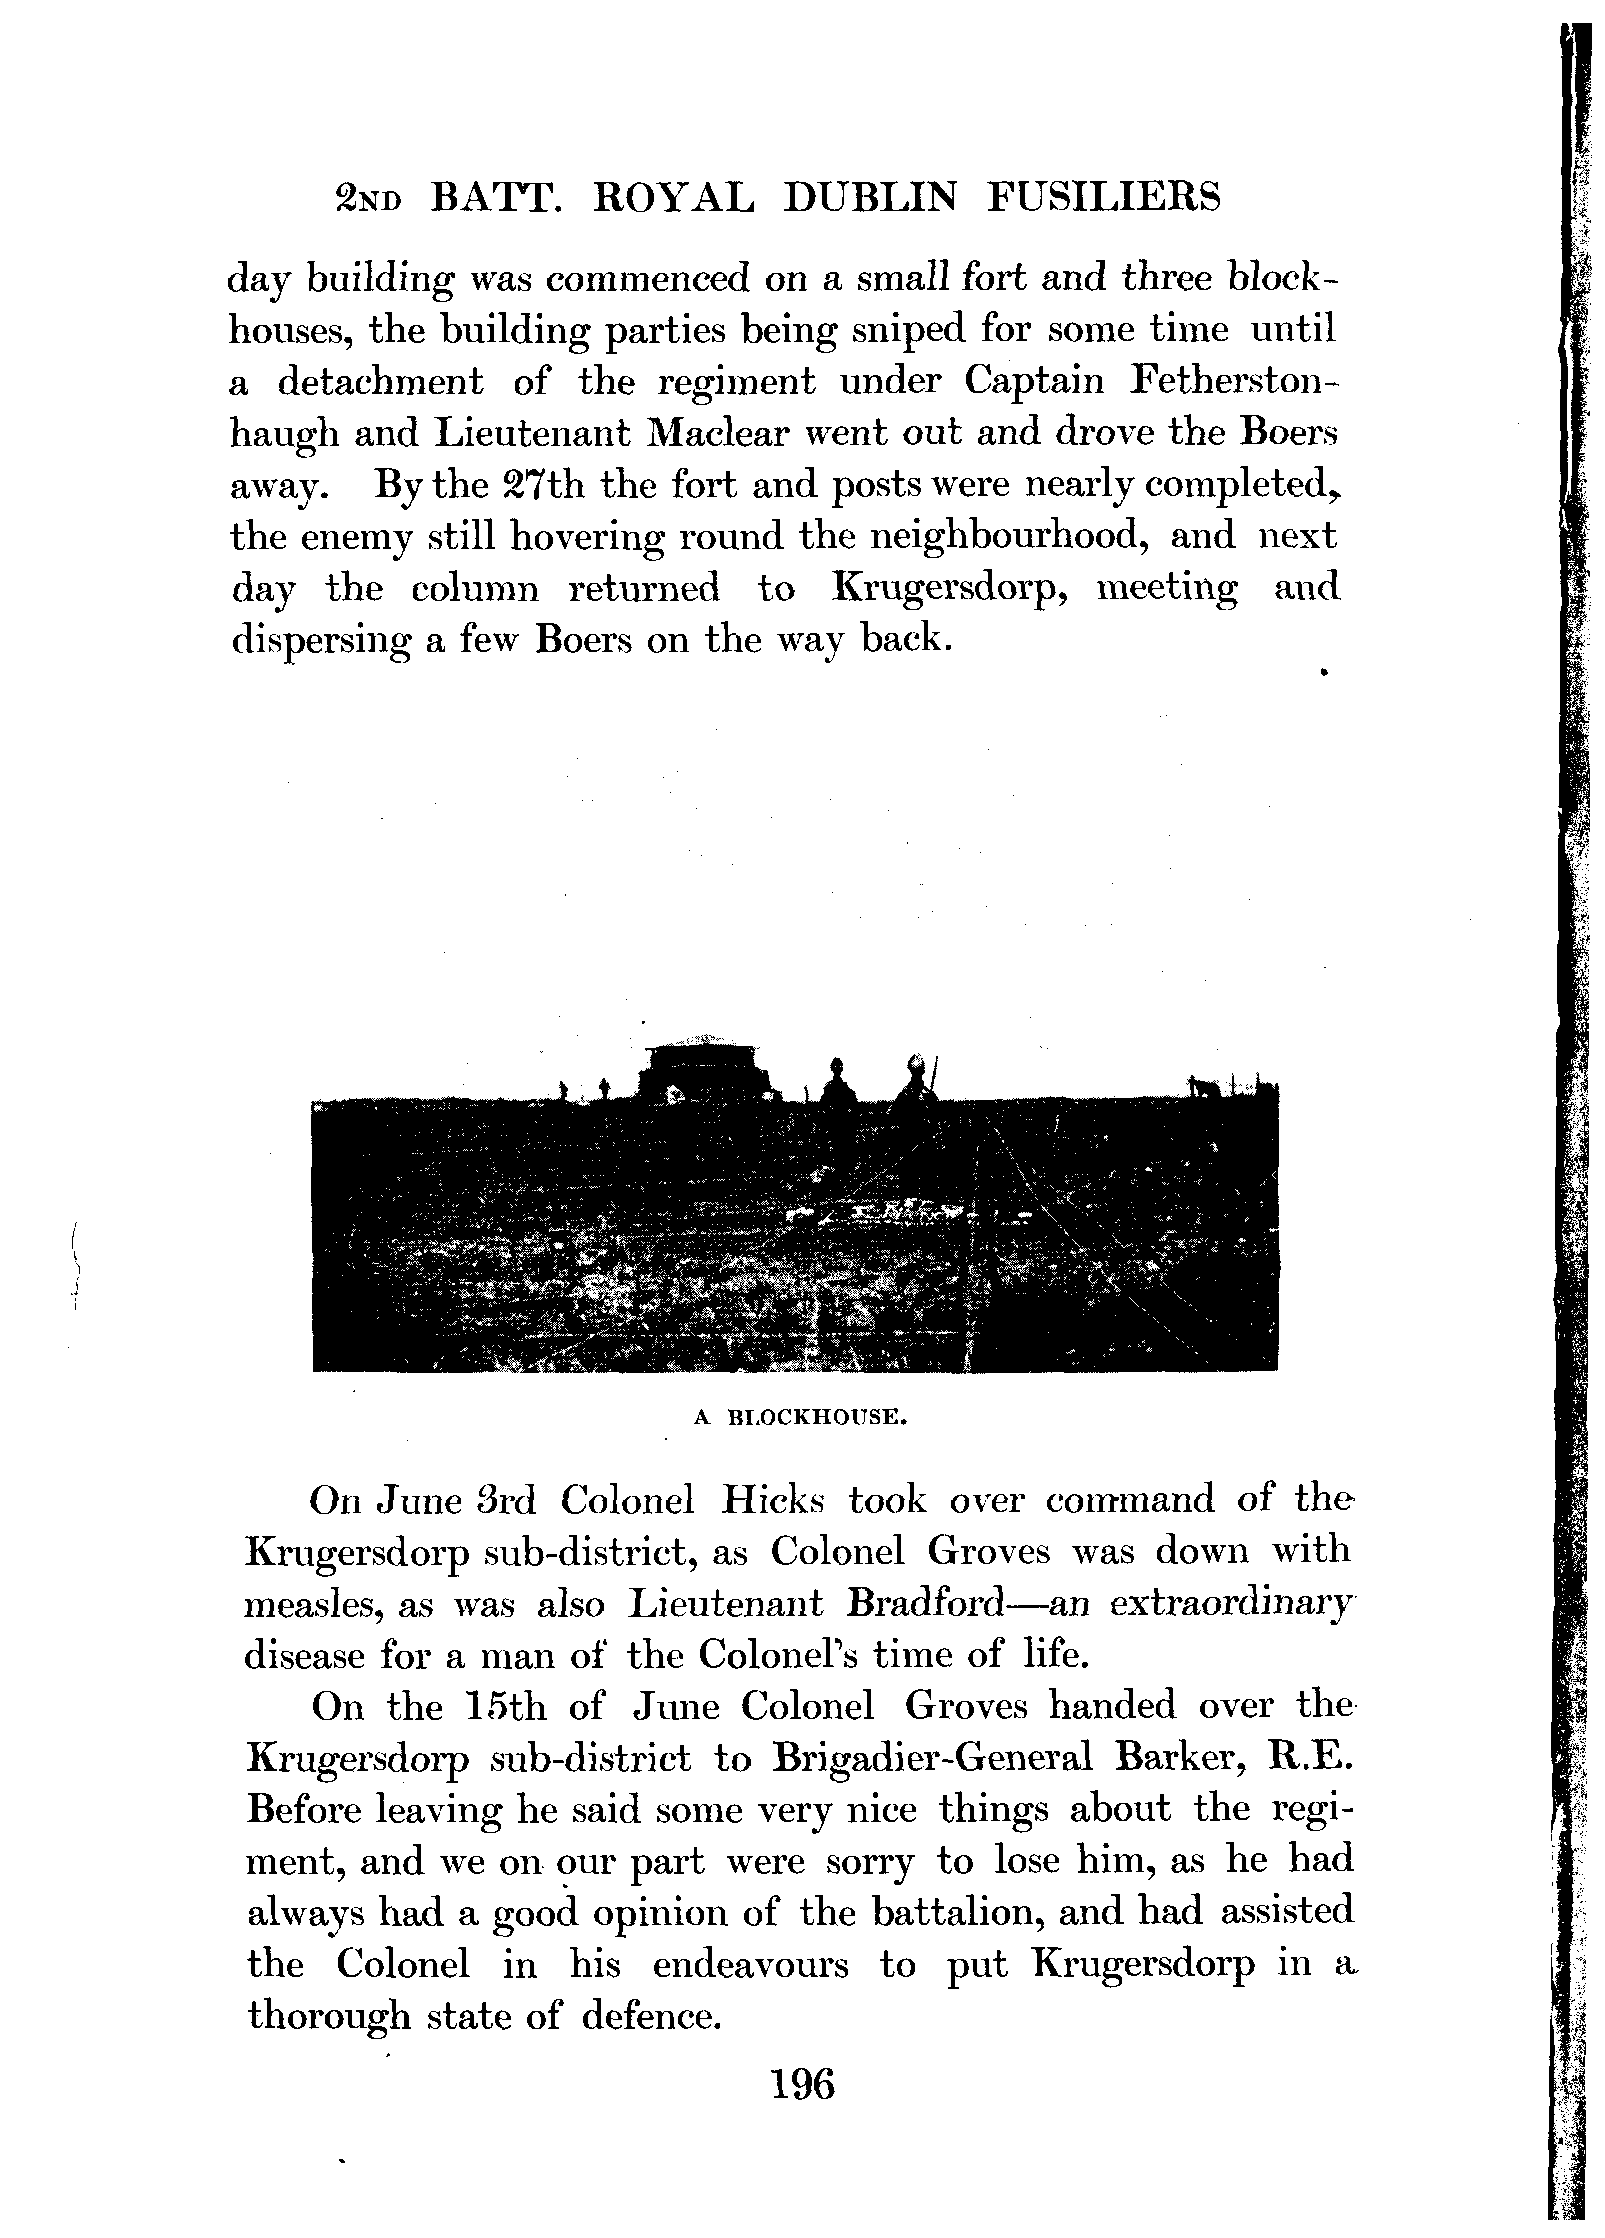 2ND BATT. ROYAL DUBLIN FUSILIERS
day building was commenced on a small fort and three block-
houses, the building parties being sniped for some time until
a detachment of the regiment under Captain Fetherston-
haugh and Lieutenant Maclear went out and drove the Boers
away. By the 27th the fort and posts were nearly completed,
the enemy still hovering round the neighbourhood, and next
day the column returned to Krugersdorp, meeting and
dispersing a few Boers on the way back.
A BLOCKHOUSE.
On June 3rd Colonel Hicks took over command of the
Krugersdorp sub-district, as Colonel Groves was down with
measles, as was also Lieutenant Bradford—an extraordinary
disease for a man of the Colonel's time of life.
On the 15th of June Colonel Groves handed over the
Krugersdorp sub-district to Brigadier-General Barker, R.E.
Before leaving he said some very nice things about the regi-
ment, and we on our part were sorry to lose him, as he had
always had a good opinion of the battalion, and had assisted
the Colonel in his endeavours to put Krugersdorp in a
thorough state of defence.
196